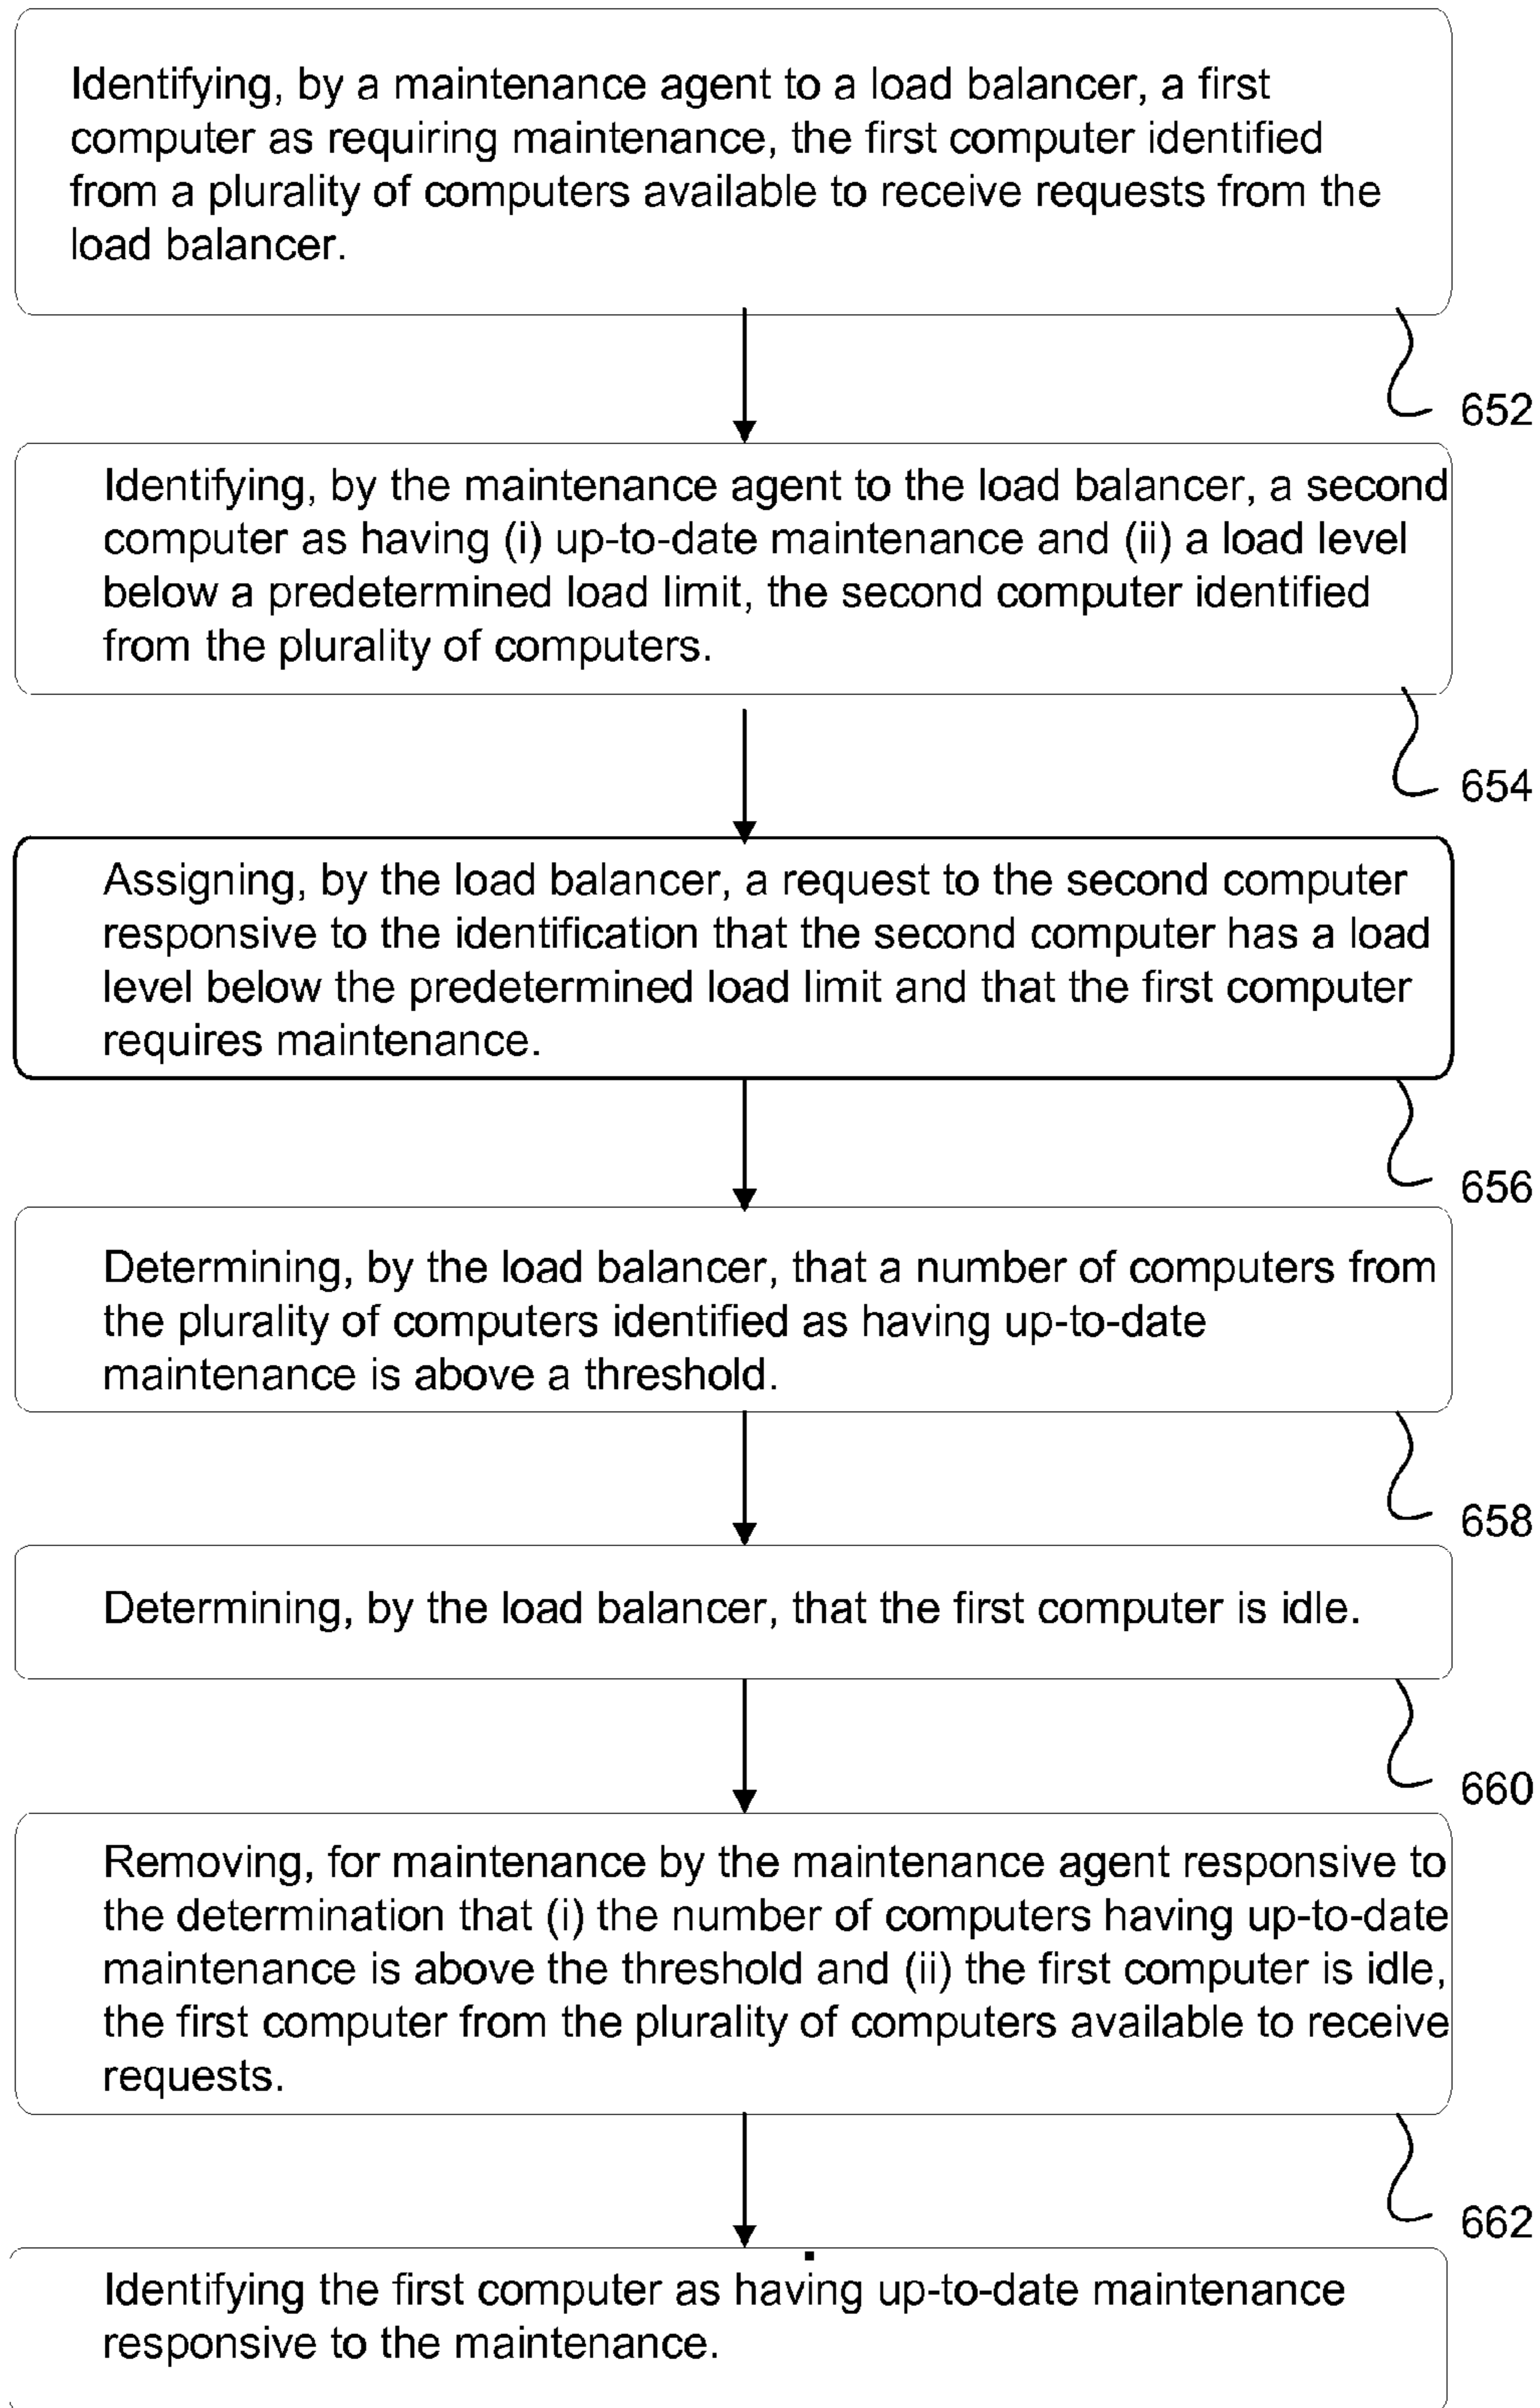 Identifying, by a maintenance agent to a load balancer, a first
computer as requiring maintenance, the first computer identified
from a plurality of computers available to receive requests from the
load balancer.
652
Identifying, by the maintenance agent to the load balancer, a second
computer as having (i) up-to-date maintenance and (ii) a load level
below a predetermined load limit, the second computer identified
from the plurality of computers.
654
Assigning, by the load balancer, a request to the second computer
responsive to the identification that the second computer has a load
level below the predetermined load limit and that the first computer
requires maintenance.
656
Determining, by the load balancer, that a number of computers from
the plurality of computers identified as having up-to-date
maintenance is above a threshold.
658
Determining, by the load balancer, that the first computer is idle.
660
Removing, for maintenance by the maintenance agent responsive to
the determination that (i) the number of computers having up-to-date
maintenance is above the threshold and (ii) the first computer is idle,
the first computer from the plurality of computers available to receive
requests.
662
Identifying the first computer as having up-to-date maintenance
responsive to the maintenance.